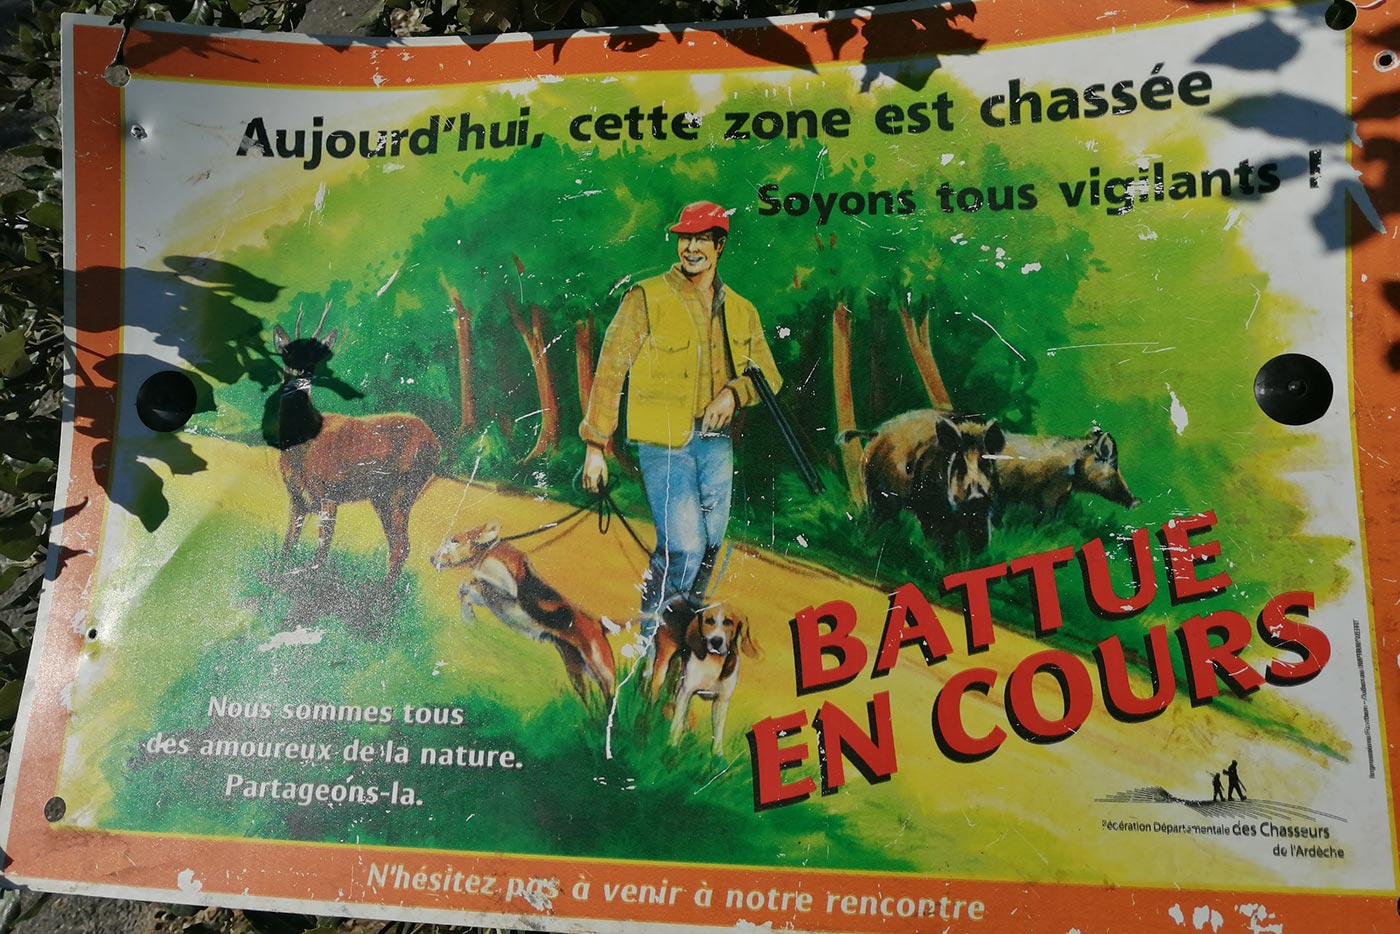 Aujourd'hui, cette zone est chassée
Soyons tous vigilants !
BATTUE
EN COURS
Nous sommes tous
des amoureux de la nature.
Partageons-la.
Fédération Départementale des Chasseurs
de l'Ardèche
N'hésitez pas à venir à notre rencontre